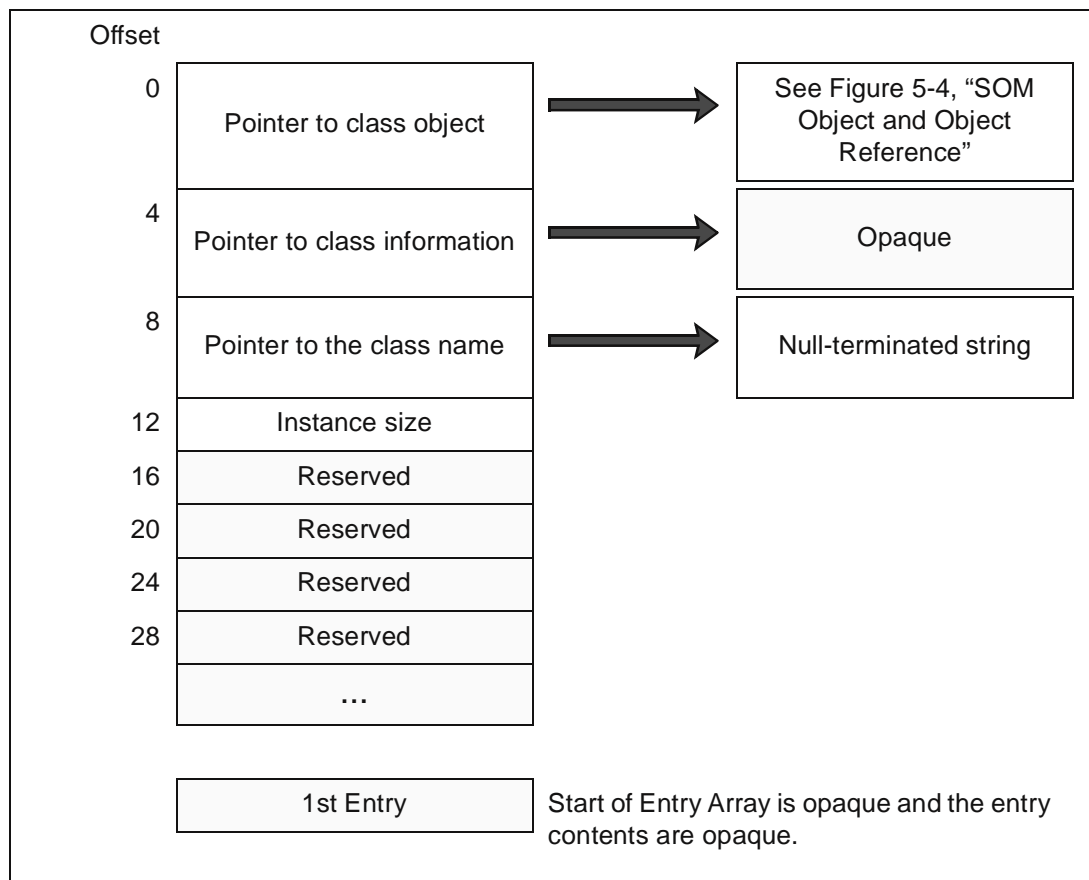 Offset
0
Pointer to class object
See Figure 5-4, “SOM
Object and Object
Reference”
4
Pointer to class information
Opaque
8
Pointer to the class name
Null-terminated string
12
Instance size
16
Reserved
20
Reserved
24
Reserved
28
Reserved
...
1st Entry
Start of Entry Array is opaque and the entry
contents are opaque.